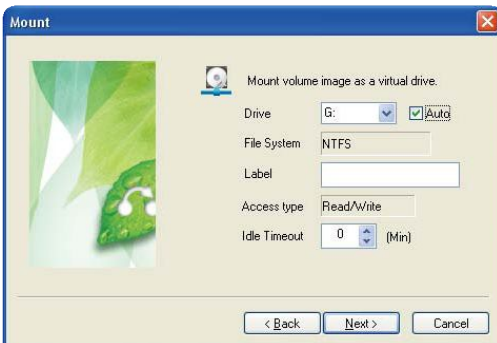 Mount
Mount volume image as a virtual drive.
Drive G: Auto
File System NTFS
Label
Access type Read/Write
Idle Timeout 0 (Min)
< Back Next > Cancel